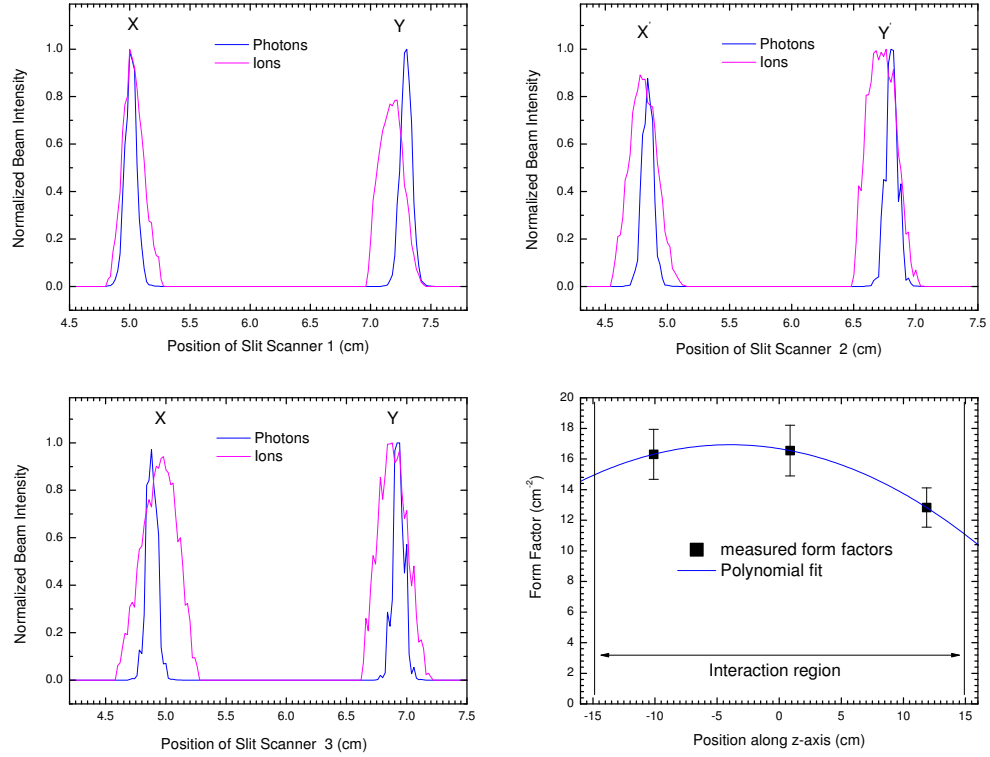 X
Y
Photons
Ions
Normalized Beam Intensity
1.0
0.8
0.6
0.4
0.2
0.0
4.5
5.0
5.5
6.0
6.5
7.0
7.5
Position of Slit Scanner 1 (cm)
X'
Y'
Photons
Ions
Normalized Beam Intensity
1.0
0.8
0.6
0.4
0.2
0.0
4.5
5.0
5.5
6.0
6.5
7.0
7.5
Position of Slit Scanner 2 (cm)
X
Y
Photons
Ions
Normalized Beam Intensity
1.0
0.8
0.6
0.4
0.2
0.0
4.5
5.0
5.5
6.0
6.5
7.0
7.5
Position of Slit Scanner 3 (cm)
Form Factor (cm-2)
20
18
16
14
12
10
8
6
4
2
0
measured form factors
Polynomial fit
Interaction region
-15
-10
-5
0
5
10
15
Position along z-axis (cm)